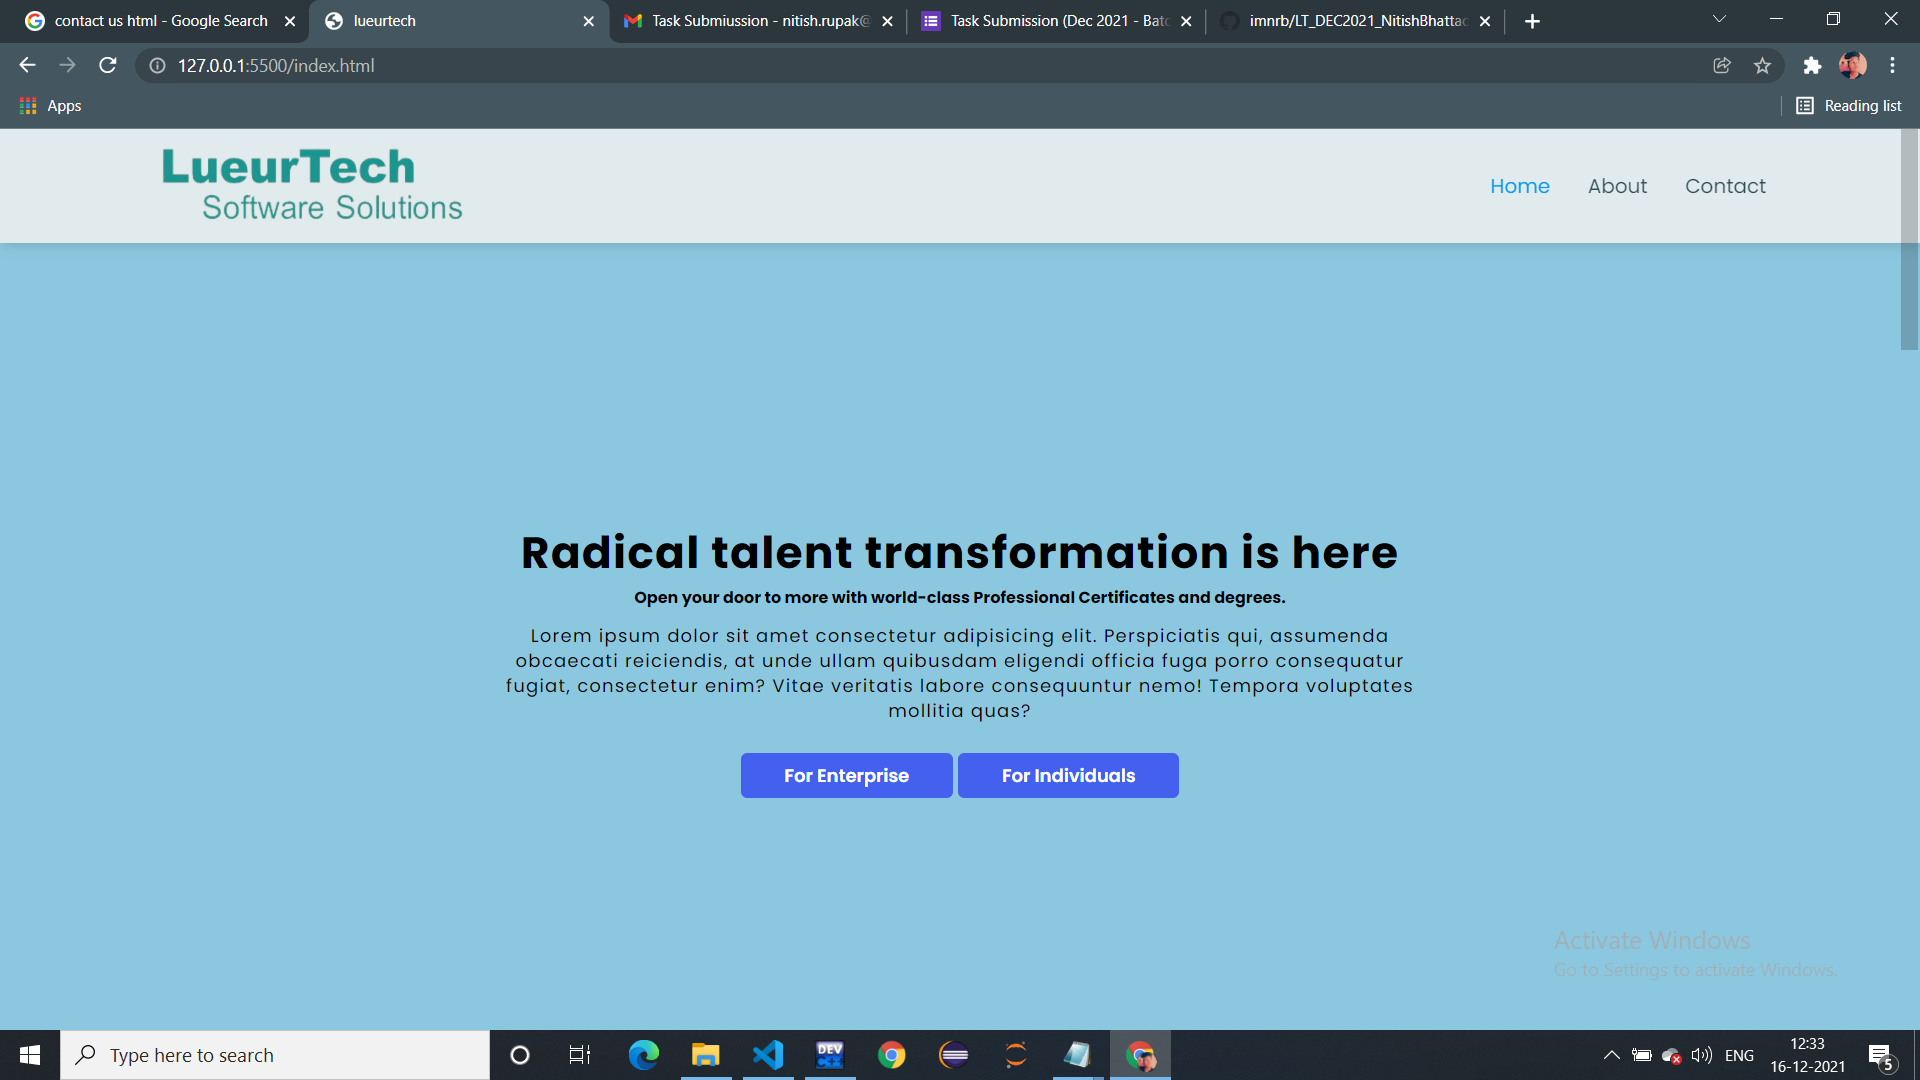 contact us html - Google Search
lueurtech
Task Submiussion - nitish.rupak@
Task Submission (Dec 2021 - Batc
imnrb/LT_DEC2021_NitishBhattac
127.0.0.1:5500/index.html
Apps
Reading list
LueurTech
Software Solutions
Home
About
Contact
Radical talent transformation is here
Open your door to more with world-class Professional Certificates and degrees.
Lorem ipsum dolor sit amet consectetur adipisicing elit. Perspiciatis qui, assumenda
obcaecati reiciendis, at unde ullam quibusdam eligendi officia fuga porro consequatur
fugiat, consectetur enim? Vitae veritatis labore consequuntur nemo! Tempora voluptates
mollitia quas?
For Enterprise
For Individuals
Activate Windows
Go to Settings to activate Windows.
Type here to search
DEV
ENG
12:33
16-12-2021
5